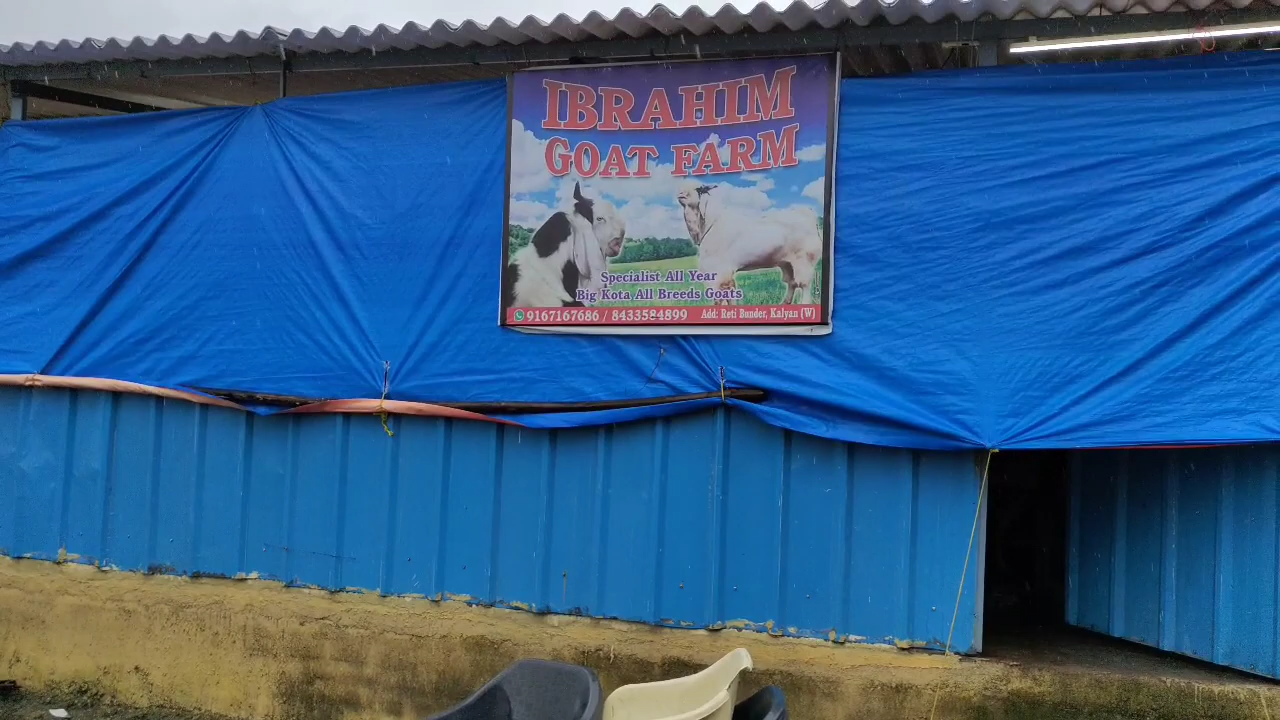 IBRAHIM
GOAT FARM
Specialist All Year
Big Kota All Breeds Goats
9167167686 / 8433584899 Add: Reti Bunder, Kalyan (W)